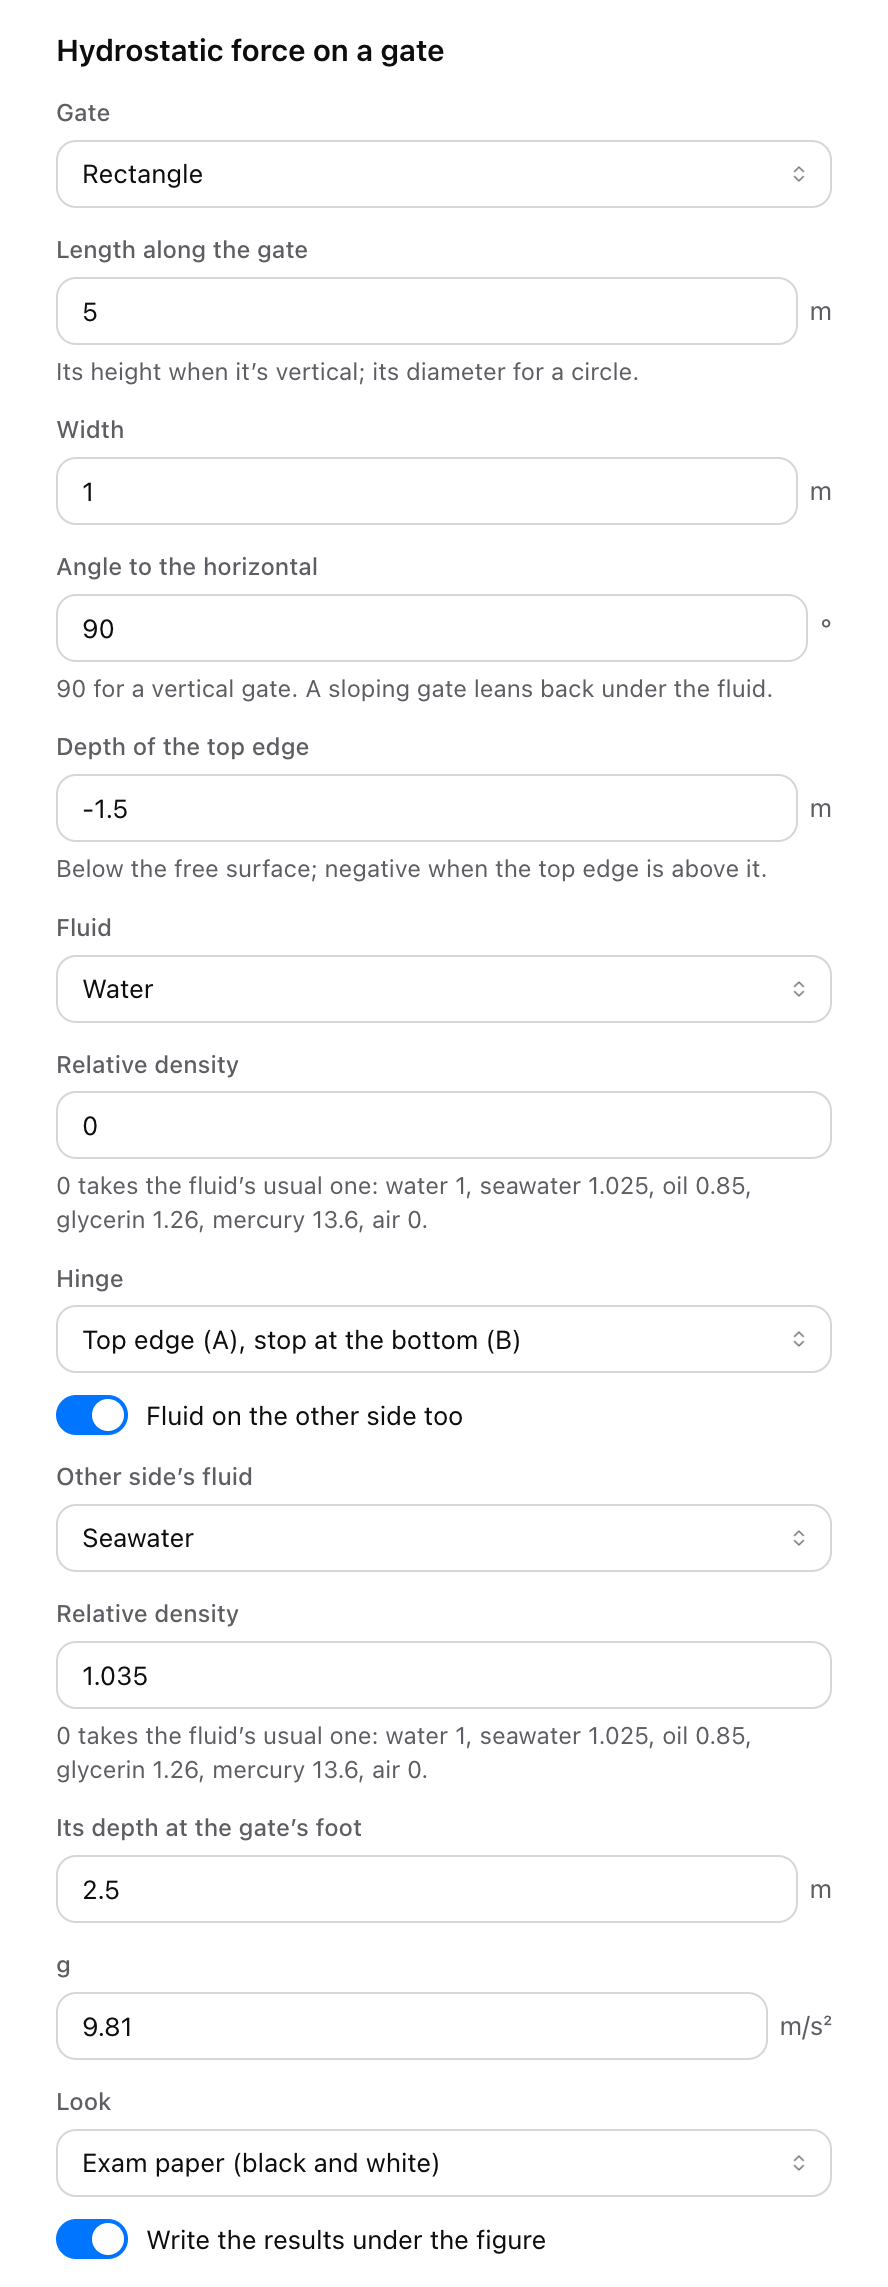 Hydrostatic force on a gate
Gate
Rectangle
Length along the gate
5 m
Its height when it’s vertical; its diameter for a circle.
Width
1 m
Angle to the horizontal
90 °
90 for a vertical gate. A sloping gate leans back under the fluid.
Depth of the top edge
-1.5 m
Below the free surface; negative when the top edge is above it.
Fluid
Water
Relative density
0
0 takes the fluid’s usual one: water 1, seawater 1.025, oil 0.85,
glycerin 1.26, mercury 13.6, air 0.
Hinge
Top edge (A), stop at the bottom (B)
Fluid on the other side too
Other side’s fluid
Seawater
Relative density
1.035
0 takes the fluid’s usual one: water 1, seawater 1.025, oil 0.85,
glycerin 1.26, mercury 13.6, air 0.
Its depth at the gate’s foot
2.5 m
g
9.81 m/s²
Look
Exam paper (black and white)
Write the results under the figure